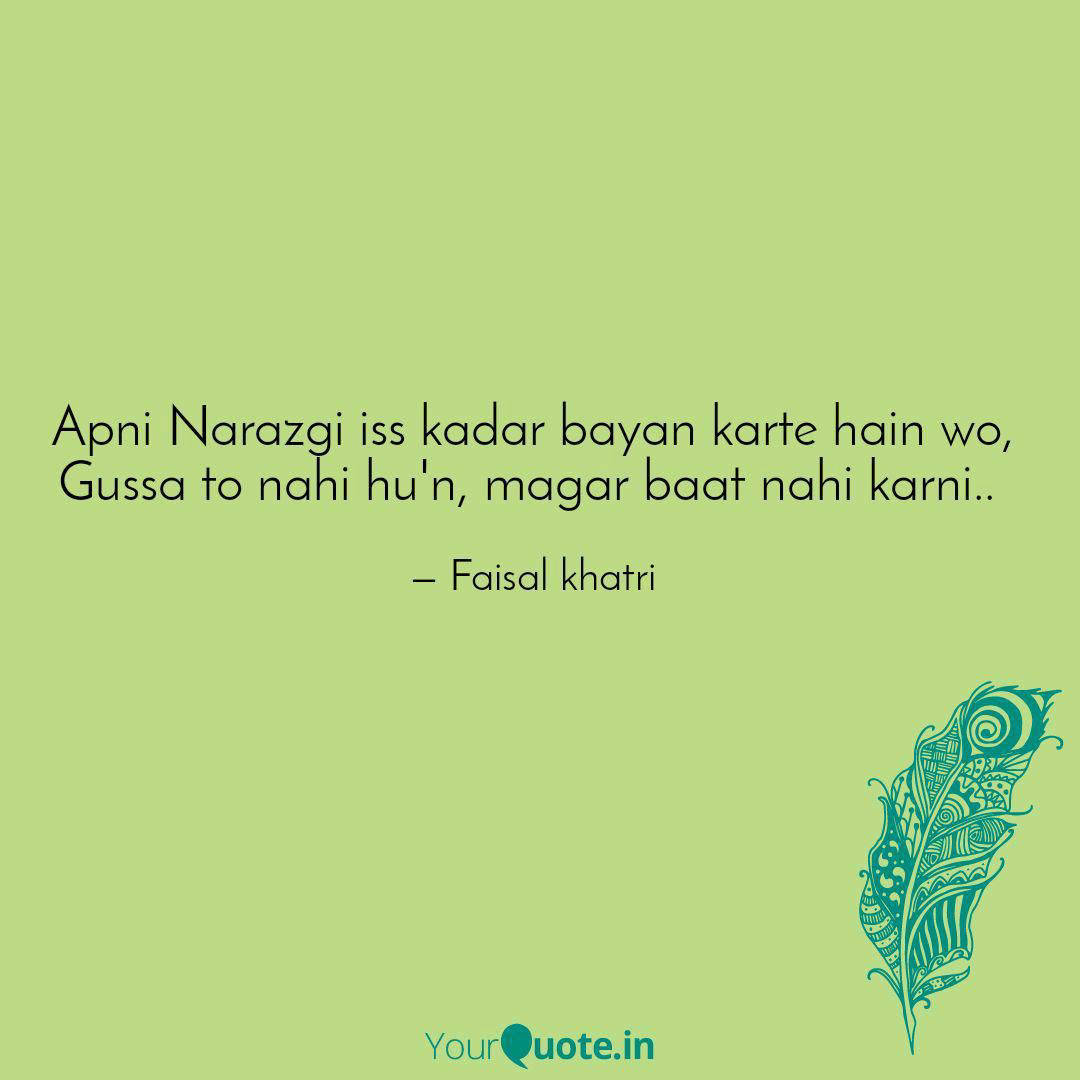 Apni Narazgi iss kadar bayan karte hain wo,
Gussa to nahi hu'n, magar baat nahi karni..
— Faisal khatri
YourQuote.in